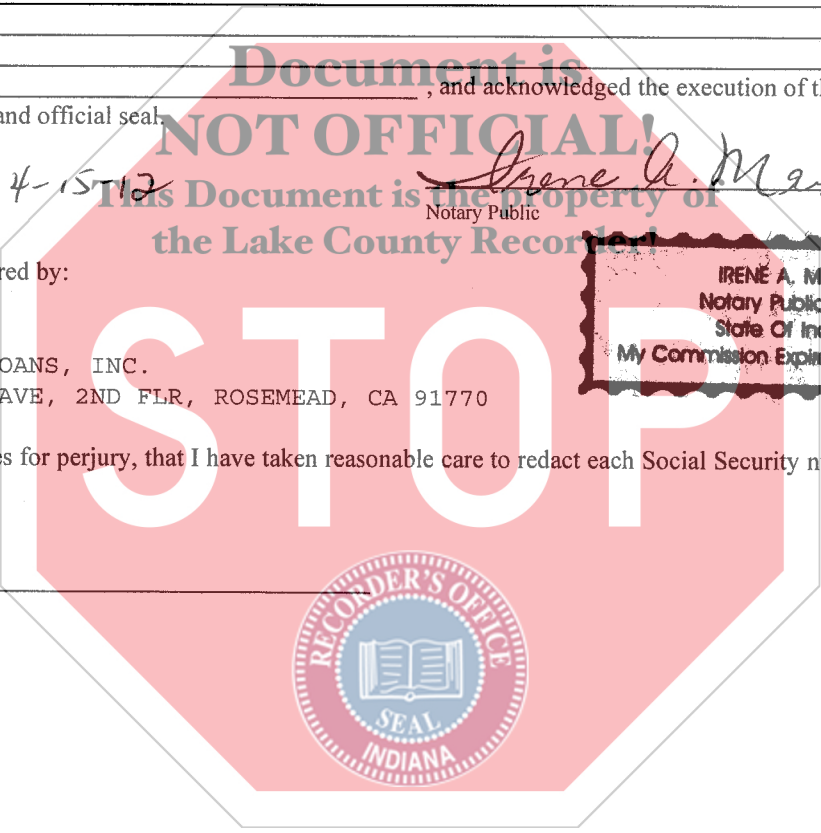 Document is
, and acknowledged the execution of
and official seal.
NOT OFFICIAL!
4-15-12
Irene A.
This Document is the property of
Notary Public
the Lake County Recorder!
IRENE A.
Notary Public
State Of
My Commission
red by:
STOP
OANS, INC.
AVE, 2ND FLR, ROSEMEAD, CA 91770
es for perjury, that I have taken reasonable care to redact each Social Security
RECORDER'S OFFICE
SEAL
INDIANA